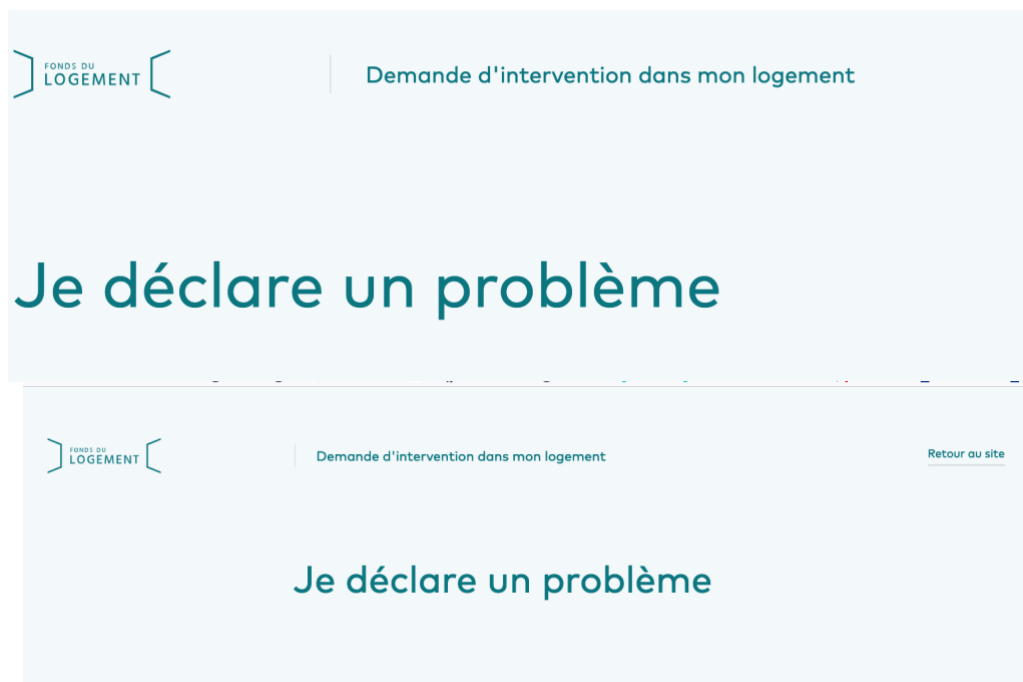 FONDS DU
LOGEMENT
Demande d'intervention dans mon logement
Je déclare un problème
FONDS DU
LOGEMENT
Demande d'intervention dans mon logement
Retour au site
Je déclare un problème